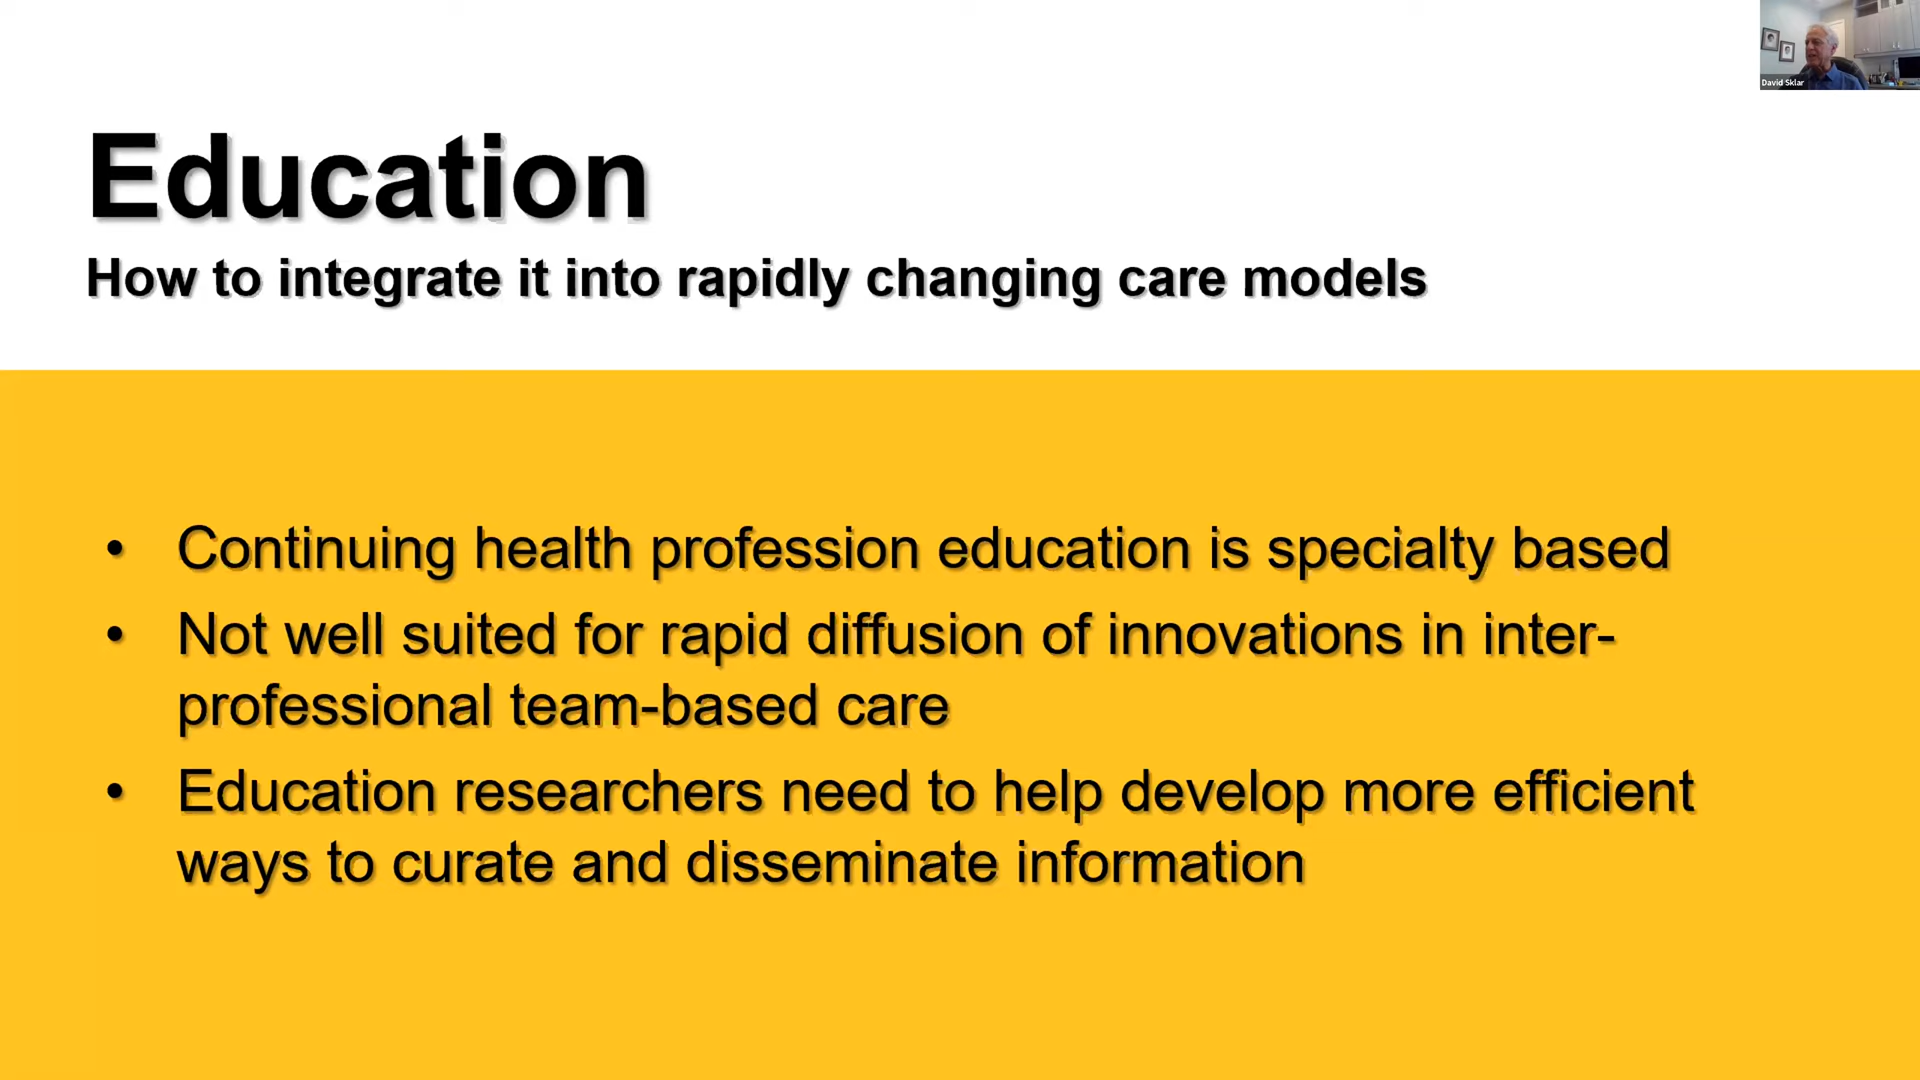 David Sklar
Education
How to integrate it into rapidly changing care models
• Continuing health profession education is specialty based
• Not well suited for rapid diffusion of innovations in inter-
professional team-based care
• Education researchers need to help develop more efficient
ways to curate and disseminate information